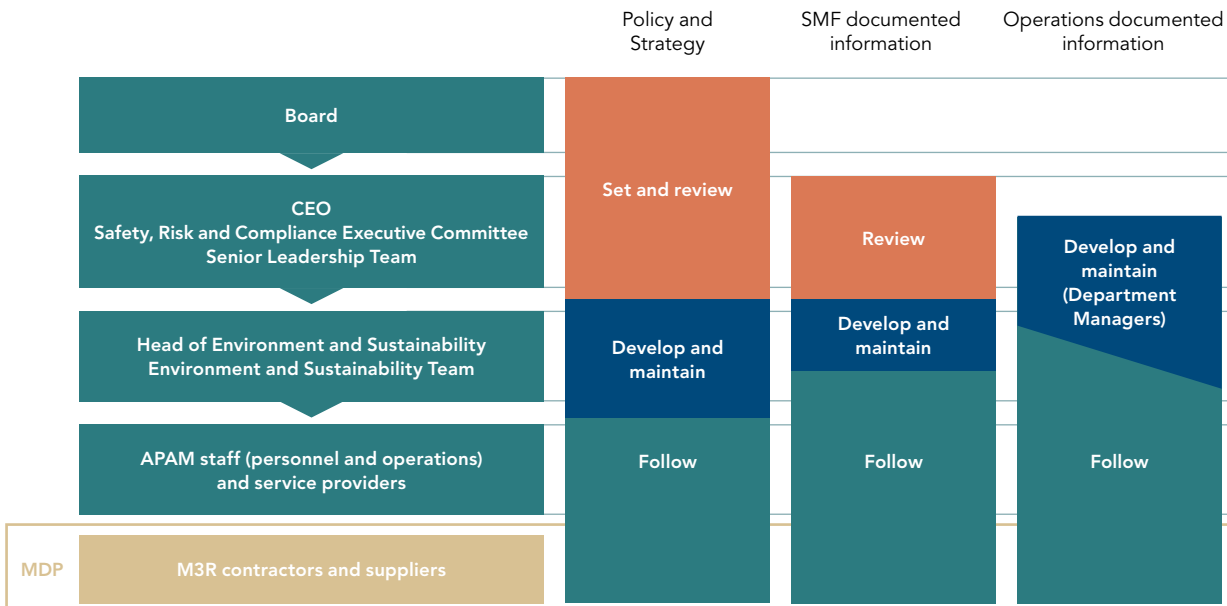 Policy and
Strategy
SMF documented
information
Operations documented
information
Board
CEO
Safety, Risk and Compliance Executive Committee
Senior Leadership Team
Head of Environment and Sustainability
Environment and Sustainability Team
APAM staff (personnel and operations)
and service providers
MDP
M3R contractors and suppliers
Set and review
Develop and
maintain
Follow
Review
Develop and
maintain
Follow
Develop and
maintain
(Department
Managers)
Follow